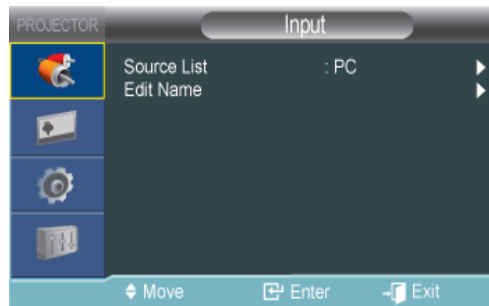 PROJECTOR
Input
Source List : PC
Edit Name
Move Enter Exit